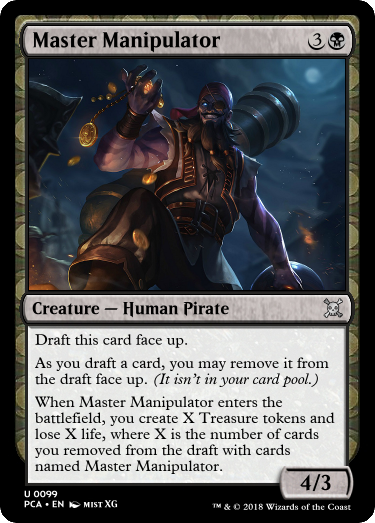 Master Manipulator 3
Creature — Human Pirate
Draft this card face up.
As you draft a card, you may remove it from
the draft face up. (It isn't in your card pool.)
When Master Manipulator enters the
battlefield, you create X Treasure tokens and
lose X life, where X is the number of cards
you removed from the draft with cards
named Master Manipulator.
4/3
U 0099
PCA • EN MIST XG
™ & © 2018 Wizards of the Coast